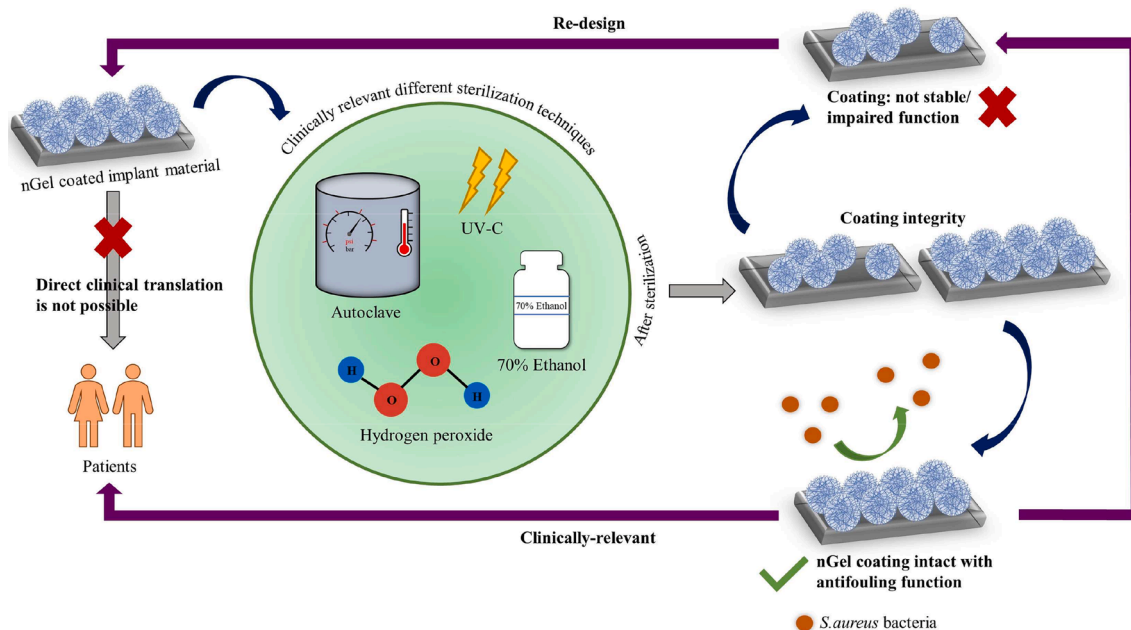 Re-design
nGel coated implant material
Clinically relevant different sterilization techniques
Coating: not stable/
impaired function
UV-C
psi
bar
Autoclave
70% Ethanol
70% Ethanol
H
O
O
H
Hydrogen peroxide
After sterilization
Coating integrity
Direct clinical translation
is not possible
Patients
Clinically-relevant
nGel coating intact with
antifouling function
S.aureus bacteria